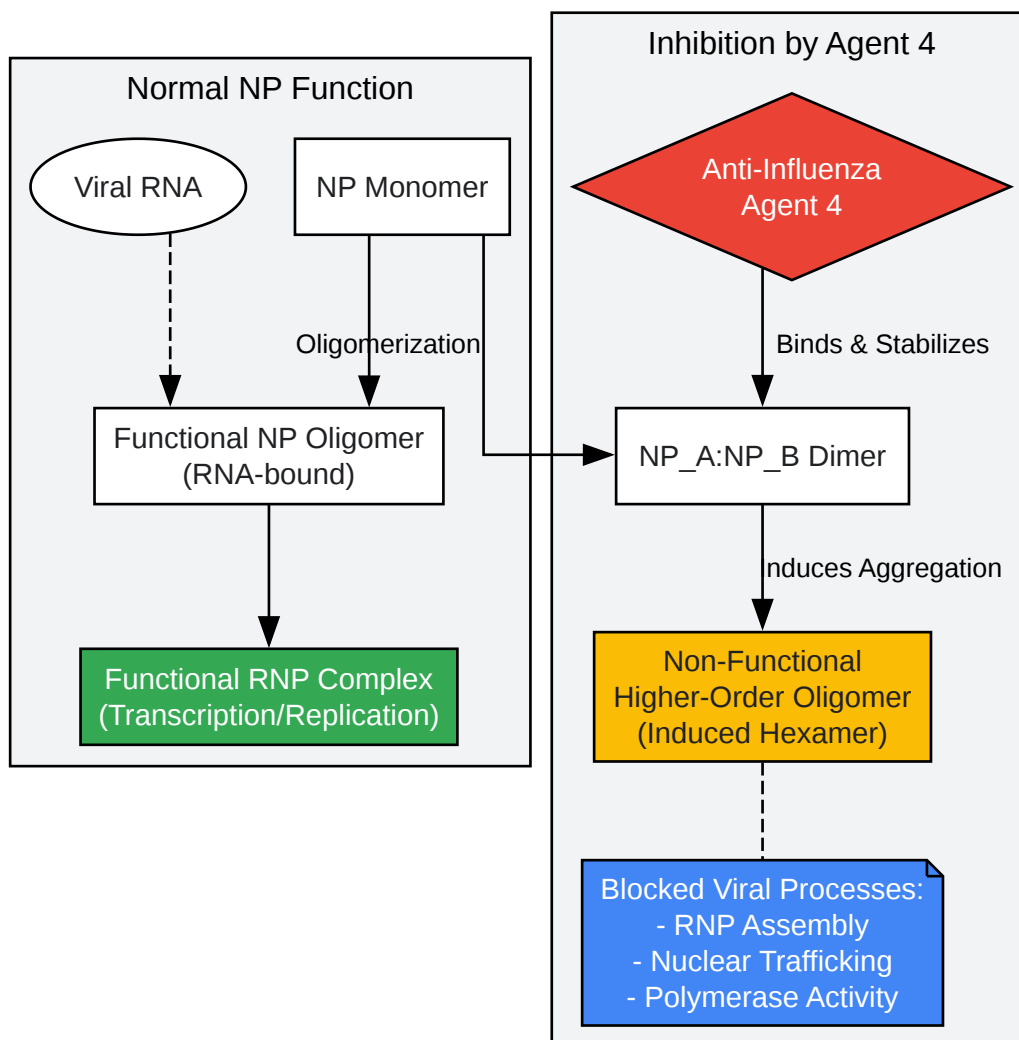 Normal NP Function
Viral RNA
NP Monomer
Oligomerization
Functional NP Oligomer
(RNA-bound)
Functional RNP Complex
(Transcription/Replication)
Inhibition by Agent 4
Anti-Influenza
Agent 4
Binds & Stabilizes
NP_A:NP_B Dimer
Induces Aggregation
Non-Functional
Higher-Order Oligomer
(Induced Hexamer)
Blocked Viral Processes:
- RNP Assembly
- Nuclear Trafficking
- Polymerase Activity